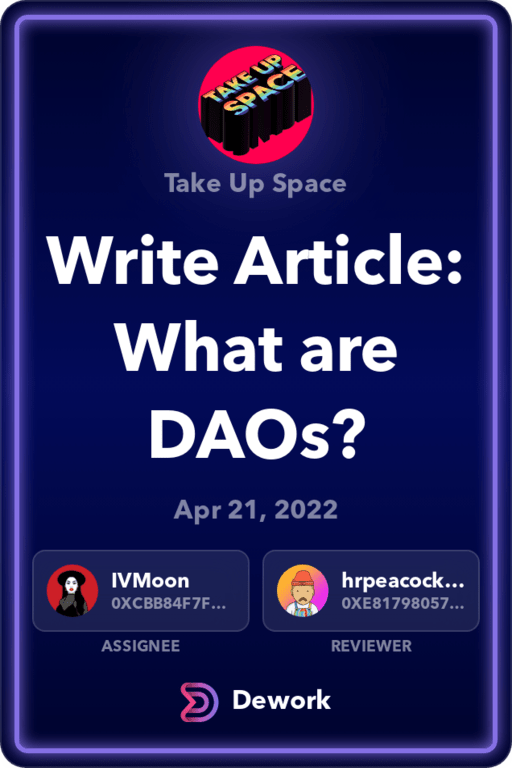 TAKE UP
SPACE
Take Up Space
Write Article:
What are
DAOs?
Apr 21, 2022
IVMoon
0XCBB84F7F...
ASSIGNEE
hrpeacock...
0XE81798057...
REVIEWER
Dework